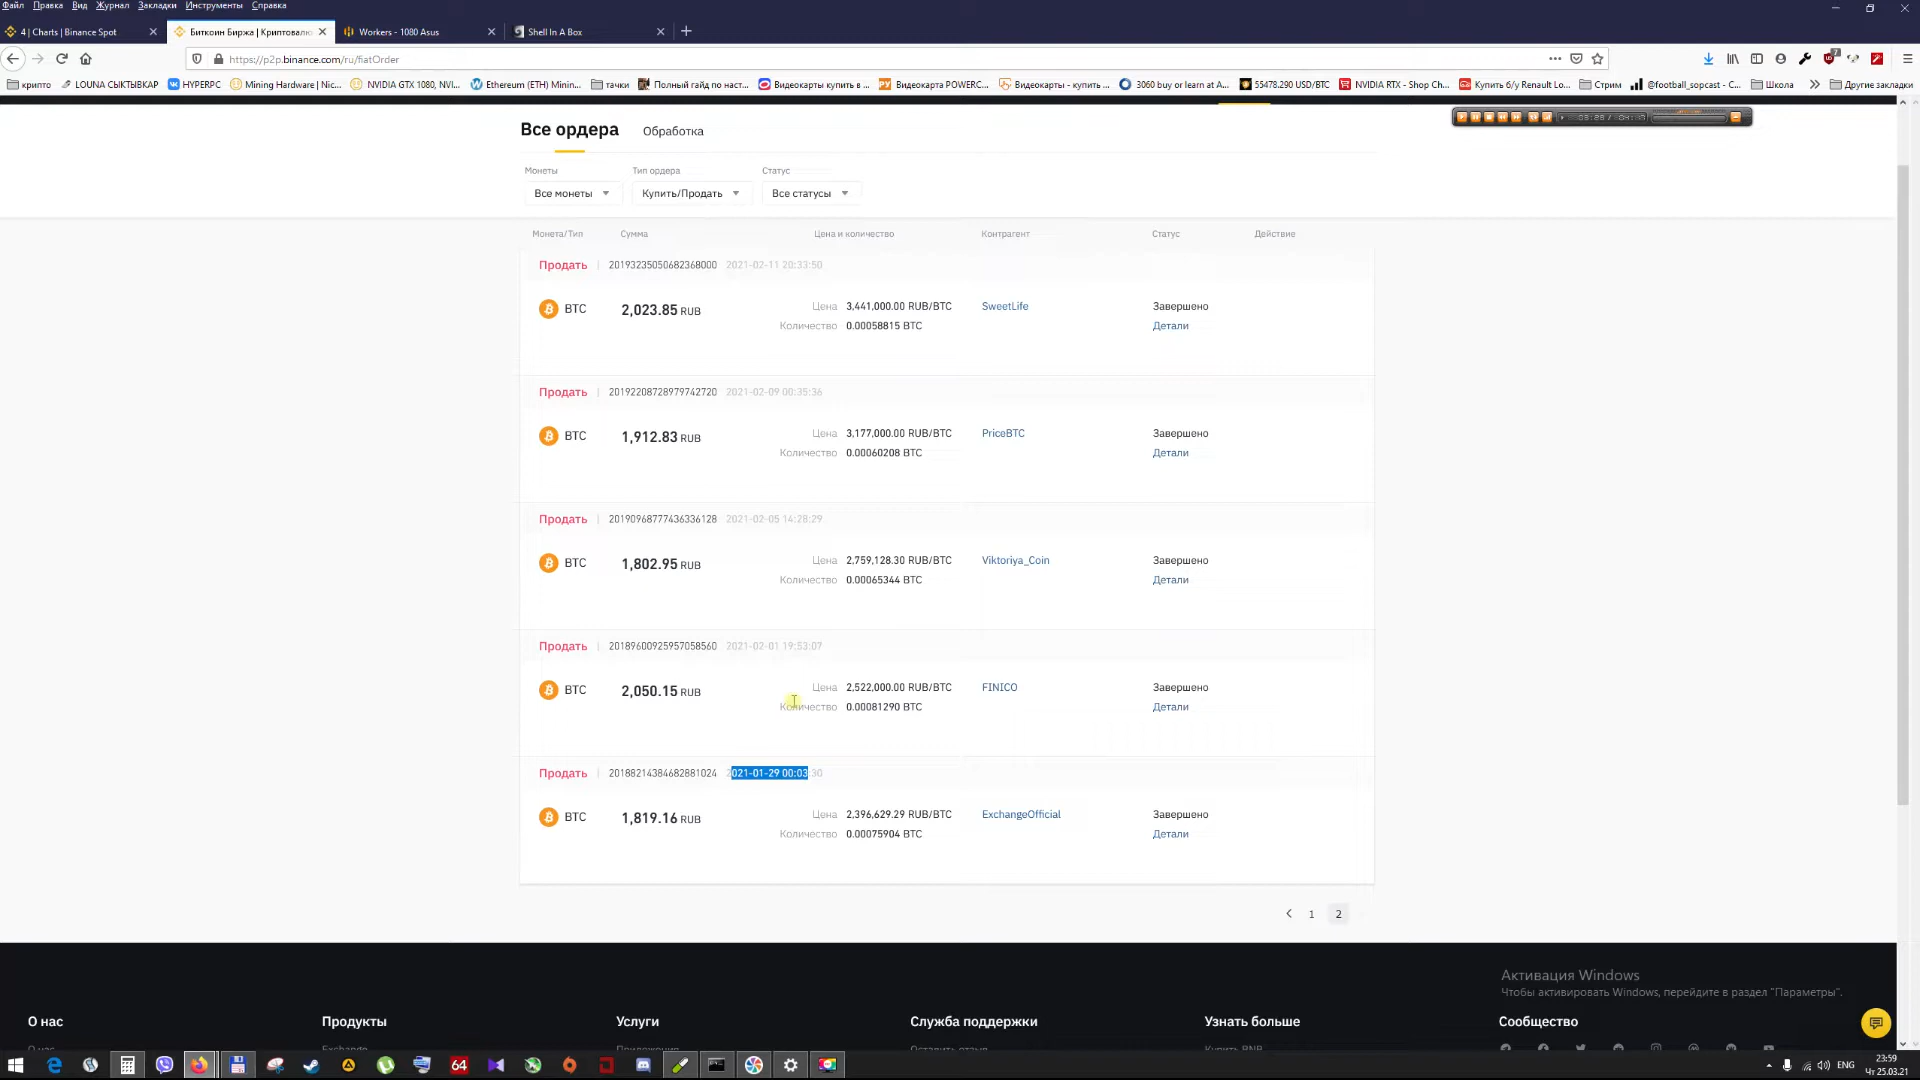 Файл Правка Вид Журнал Закладки Инструменты Справка
4 | Charts | Binance Spot
Биткоин Биржа | Криптовалю
Workers - 1080 Asus
Shell In A Box
https://p2p.binance.com/ru/fiatOrder
крипто
LOUNA СЫКТЫВКАР
HYPERPC
Mining Hardware | Nic...
NVIDIA GTX 1080, NVI...
Ethereum (ETH) Minin...
тачки
Полный гайд по наст...
Видеокарты купить в ...
Видеокарта POWERC...
Видеокарты - купить ...
3060 buy or learn at A...
55478.290 USD/BTC
NVIDIA RTX - Shop Ch...
Купить б/у Renault Lo...
Стрим
@football_sopcast - C...
Школа
Другие закладки
Все ордера Обработка
Монеты Тип ордера Статус
Все монеты Купить/Продать Все статусы
Монета/Тип Сумма Цена и количество Контрагент Статус Действие
Продать | 20193235050682368000 2021-02-11 20:33:50
BTC 2,023.85 RUB Цена 3,441,000.00 RUB/BTC SweetLife Завершено
Количество 0.00058815 BTC Детали
Продать | 20192208728979742720 2021-02-09 00:35:36
BTC 1,912.83 RUB Цена 3,177,000.00 RUB/BTC PriceBTC Завершено
Количество 0.00060208 BTC Детали
Продать | 20190968777436336128 2021-02-05 14:28:29
BTC 1,802.95 RUB Цена 2,759,128.30 RUB/BTC Viktoriya_Coin Завершено
Количество 0.00065344 BTC Детали
Продать | 20189600925957058560 2021-02-01 19:53:07
BTC 2,050.15 RUB Цена 2,522,000.00 RUB/BTC FINICO Завершено
Количество 0.00081290 BTC Детали
Продать | 20188214384682881024 2021-01-29 00:03:30
BTC 1,819.16 RUB Цена 2,396,629.29 RUB/BTC ExchangeOfficial Завершено
Количество 0.00075904 BTC Детали
1 2
Активация Windows
Чтобы активировать Windows, перейдите в раздел "Параметры".
О нас Продукты Услуги Служба поддержки Узнать больше Сообщество
64
ENG
23:59
Чт 25.03.21